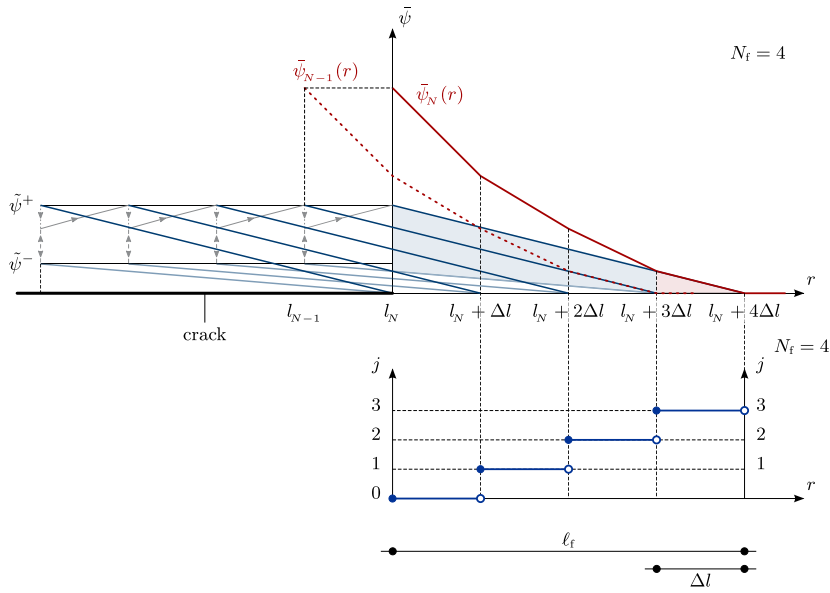 ψ̄
N_f = 4
ψ̄_{N−1}(r)
ψ̄_N(r)
ψ̃⁺
ψ̃⁻
r
l_{N−1} l_N l_N + Δl l_N + 2Δl l_N + 3Δl l_N + 4Δl
crack
N_f = 4
j j
3 3
2 2
1 1
0 r
ℓ_f
Δl